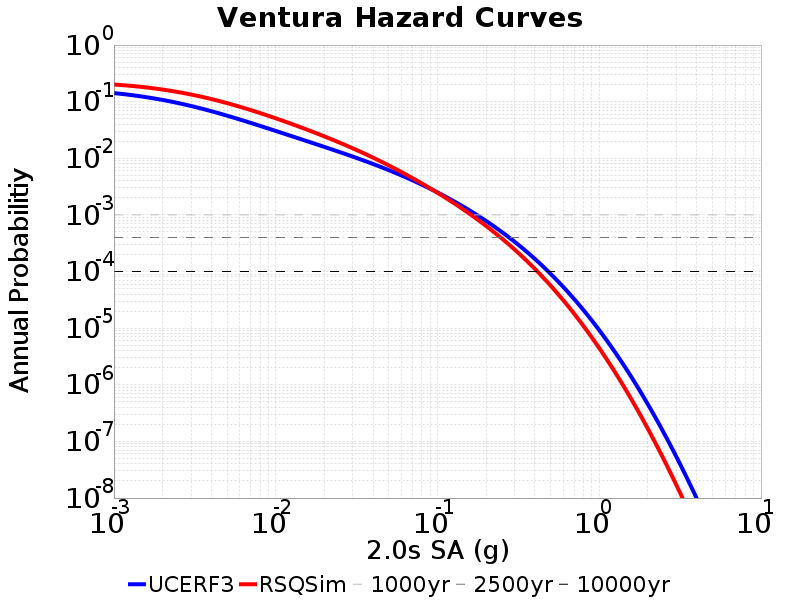 Ventura Hazard Curves
Annual Probabilitiy
10^0
10^-1
10^-2
10^-3
10^-4
10^-5
10^-6
10^-7
10^-8
10^-3 10^-2 10^-1 10^0 10^1
2.0s SA (g)
UCERF3 RSQSim 1000yr 2500yr 10000yr